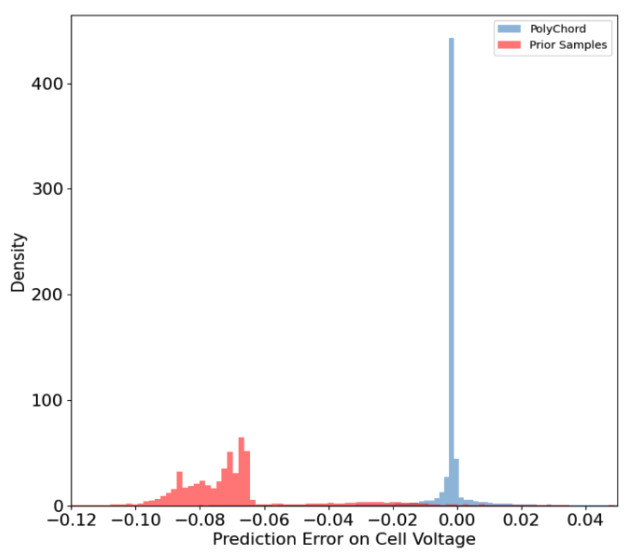 PolyChord
Prior Samples
400
300
200
100
0
Density
−0.12 −0.10 −0.08 −0.06 −0.04 −0.02 0.00 0.02 0.04
Prediction Error on Cell Voltage